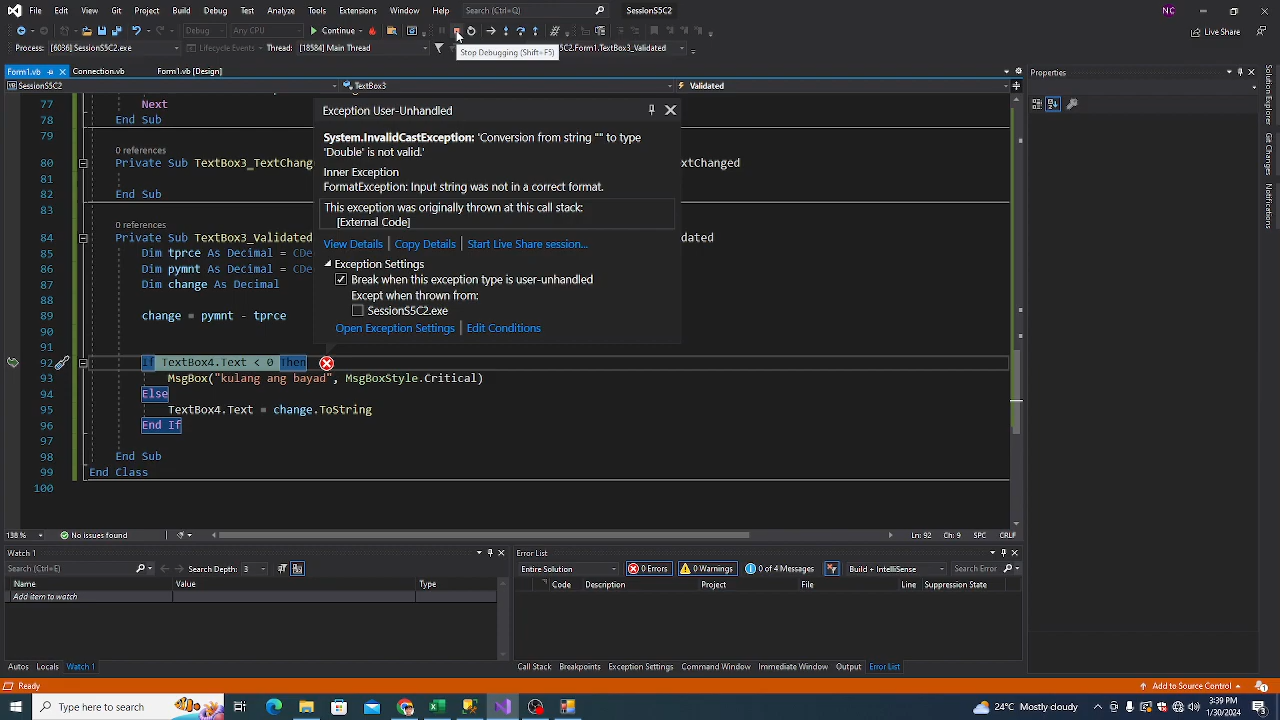 File Edit View Git Project Build Debug Test Analyze Tools Extensions Window Help Search (Ctrl+Q) SessionS5C2 NC
Debug Any CPU Continue Live Share
Process: [6036] SessionS5C2.exe Lifecycle Events Thread: [18584] Main Thread 5C2.Form1.TextBox3_Validated
Stop Debugging (Shift+F5)
Form1.vb Connection.vb Form1.vb [Design] Properties
SessionS5C2 TextBox3 Validated
77 Next
78 End Sub
79
0 references
80 Private Sub TextBox3_TextChang xtChanged
81
82 End Sub
83
0 references
84 Private Sub TextBox3_Validated dated
85 Dim tprce As Decimal = CDe
86 Dim pymnt As Decimal = CDe
87 Dim change As Decimal
88
89 change = pymnt - tprce
90
91
92 If TextBox4.Text < 0 Then
93 MsgBox("kulang ang bayad", MsgBoxStyle.Critical)
94 Else
95 TextBox4.Text = change.ToString
96 End If
97
98 End Sub
99 End Class
100
Exception User-Unhandled
System.InvalidCastException: 'Conversion from string "" to type
'Double' is not valid.'
Inner Exception
FormatException: Input string was not in a correct format.
This exception was originally thrown at this call stack:
[External Code]
View Details Copy Details Start Live Share session...
Exception Settings
Break when this exception type is user-unhandled
Except when thrown from:
SessionS5C2.exe
Open Exception Settings Edit Conditions
Solution Explorer
Git Changes
Notifications
138 % No issues found Ln: 92 Ch: 9 SPC CRLF
Watch 1 Error List
Search (Ctrl+E) Search Depth: 3 Entire Solution 0 Errors 0 Warnings 0 of 4 Messages Build + IntelliSense Search Error
Name Value Type Code Description Project File Line Suppression State
Add item to watch
Autos Locals Watch 1 Call Stack Breakpoints Exception Settings Command Window Immediate Window Output Error List
Ready Add to Source Control 1
Type here to search 24°C Mostly cloudy 3:39 PM
1/30/2024